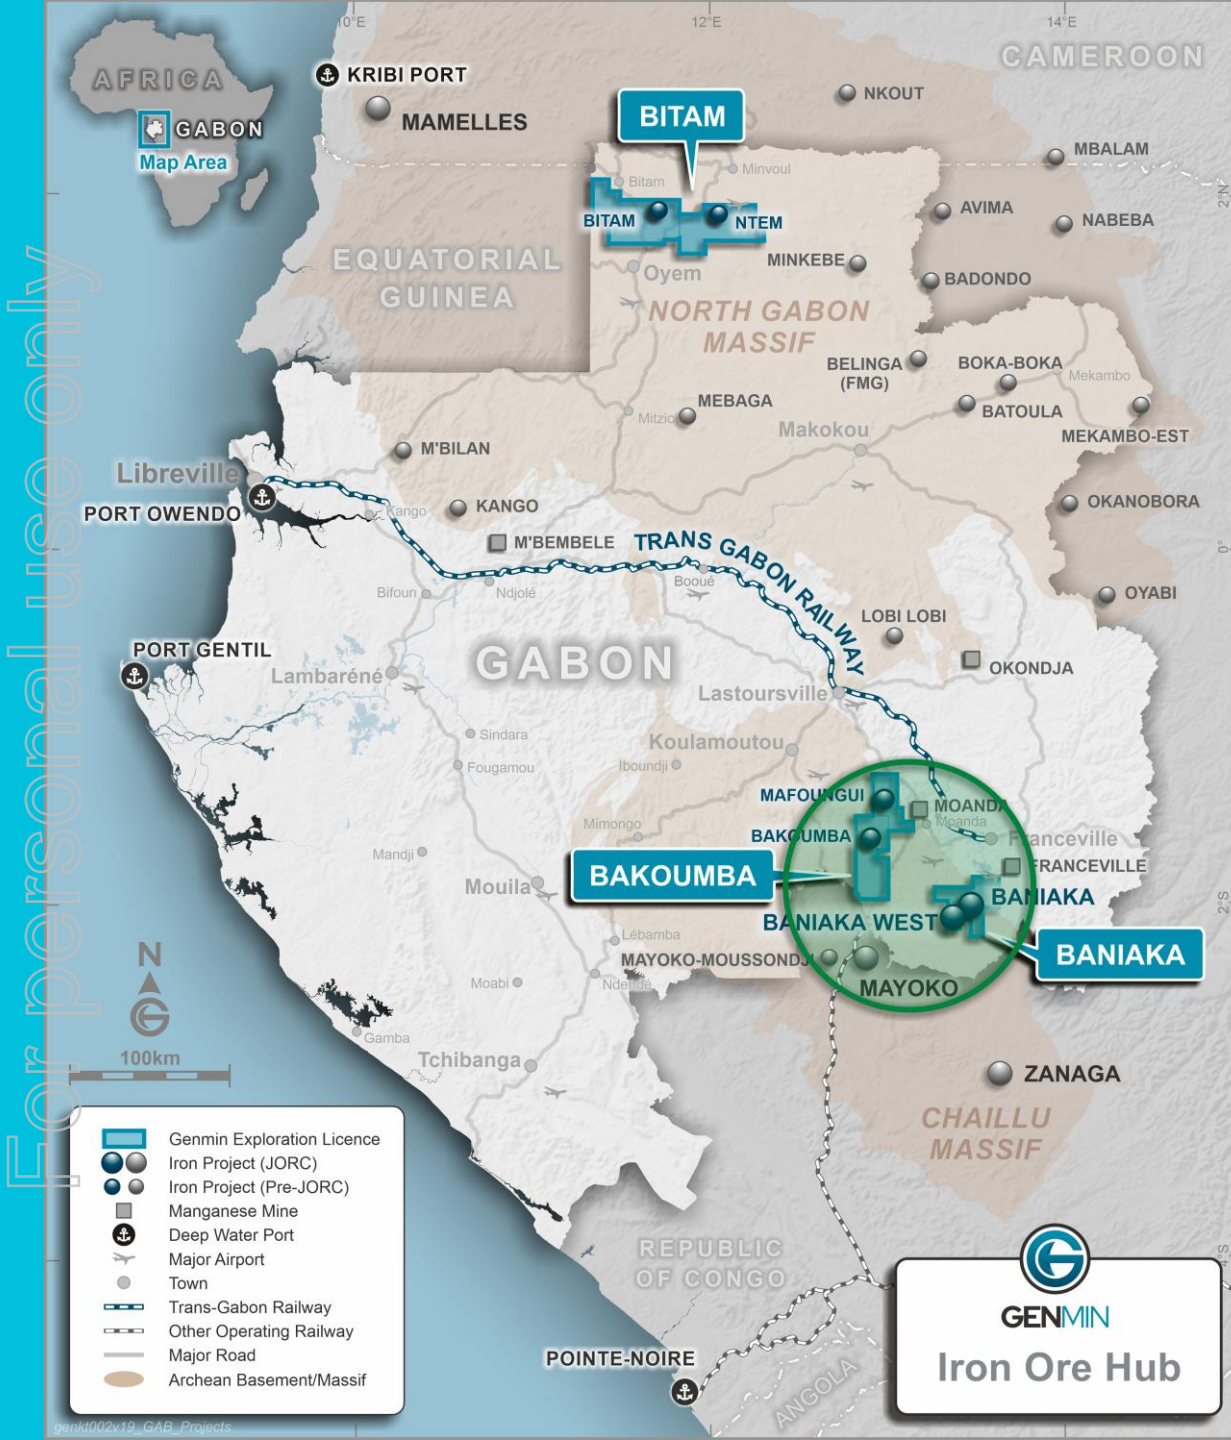 For personal use only
10°E
12°E
14°E
AFRICA
GABON
Map Area
KRIBI PORT
MAMELLES
CAMEROON
NKOUT
BITAM
MBALAM
Minvoul
Bitam
BITAM
NTEM
AVIMA
NABEBA
2°N
EQUATORIAL
GUINEA
Oyem
MINKEBE
BADONDO
NORTH GABON
MASSIF
BELINGA
(FMG)
BOKA-BOKA
Mekambo
MEBAGA
Mitzic
BATOULA
Makokou
MEKAMBO-EST
M'BILAN
Libreville
PORT OWENDO
Kango
KANGO
OKANOBORA
M'BEMBELE
TRANS GABON RAILWAY
0°
Booué
Bifoun
Ndjolé
OYABI
LOBI LOBI
PORT GENTIL
GABON
OKONDJA
Lambaréné
Lastoursville
Sindara
Koulamoutou
Fougamou
Iboundji
MAFOUNGUI
MOANDA
Moanda
Mimongo
BAKOUMBA
Franceville
Mandji
FRANCEVILLE
BAKOUMBA
Mouila
BANIAKA
2°S
BANIAKA WEST
Lébamba
MAYOKO-MOUSSONDJI
BANIAKA
N
Moabi
Ndendé
MAYOKO
Gamba
100km
Tchibanga
ZANAGA
CHAILLU
MASSIF
Genmin Exploration Licence
Iron Project (JORC)
Iron Project (Pre-JORC)
Manganese Mine
Deep Water Port
Major Airport
Town
Trans-Gabon Railway
Other Operating Railway
Major Road
Archean Basement/Massif
REPUBLIC
OF CONGO
4°S
GENMIN
Iron Ore Hub
POINTE-NOIRE
ANGOLA
genkt002v19_GAB_Projects